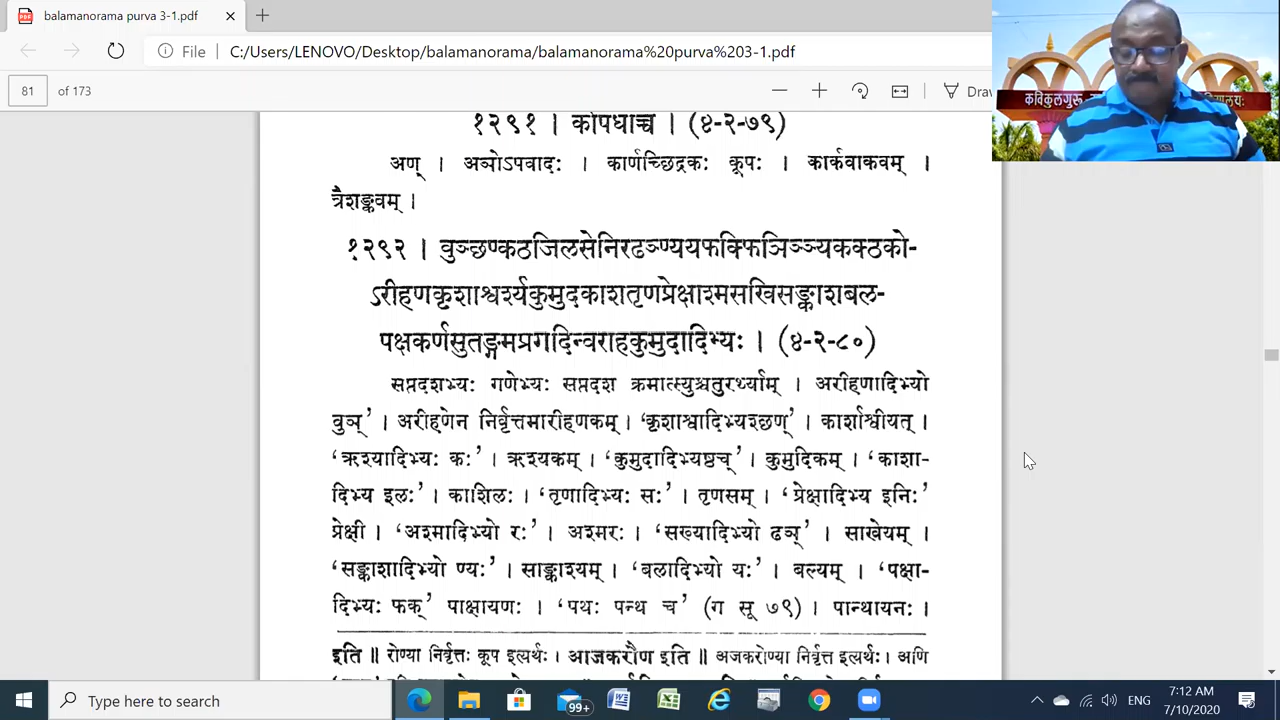 balamanorama purva 3-1.pdf
File
C:/Users/LENOVO/Desktop/balamanorama/balamanorama%20purva%203-1.pdf
81 of 173
Draw
कविकुलगुरु
१२९१ । कोपधाच्च । (४-२-७९)
अण् । अञोऽपवादः । कार्णच्छिद्रकः कूपः । कार्कवाकवम् ।
त्रैशङ्कवम् ।
१२९२ । वुञ्छण्कठजिलसेनिरढञ्ण्ययफक्फिञिञ्ञ्यकक्ठको-
ऽरीहणकृशाश्वर्श्यकुमुदकाशतृणप्रेक्षाश्मसखिसङ्काशबल-
पक्षकर्णसुतङ्गमप्रगदिन्वराहकुमुदादिभ्यः । (४-२-८०)
सप्तदशभ्यः गणेभ्यः सप्तदश क्रमात्स्युश्चतुरर्थ्याम् । अरीहणादिभ्यो
वुञ्’ । अरीहणेन निर्वृत्तमारीहणकम् । ‘कृशाश्वादिभ्यश्छण्’ । कार्शाश्वीयत् ।
‘ऋश्यादिभ्यः कः’ । ऋश्यकम् । ‘कुमुदादिभ्यष्ठच्’ । कुमुदिकम् । ‘काशा-
दिभ्य इलः’ । काशिलः । ‘तृणादिभ्यः सः’ । तृणसम् । ‘प्रेक्षादिभ्य इनिः’
प्रेक्षी । ‘अश्मादिभ्यो रः’ । अश्मरः । ‘सख्यादिभ्यो ढञ्’ । साखेयम् ।
‘सङ्काशादिभ्यो ण्यः’ । साङ्काश्यम् । ‘बलादिभ्यो यः’ । बल्यम् । ‘पक्षा-
दिभ्यः फक्’ पाक्षायणः । ‘पथः पन्थ च’ (ग सू ७९) । पान्थायनः ।
इति ॥ रोण्या निर्वृत्तः कूप इत्यर्थः । आजकरौण इति ॥ अजकरोण्या निर्वृत्त इत्यर्थः । अणि
Type here to search
99+
ENG
7:12 AM
7/10/2020